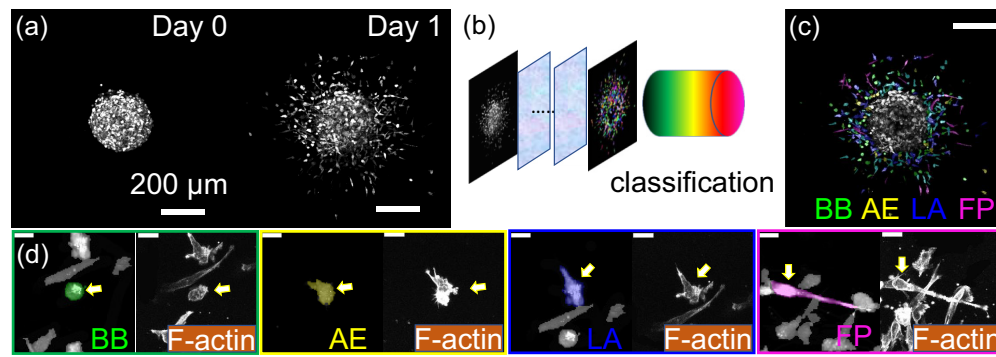 (a)
Day 0
Day 1
200 µm
(b)
......
classification
(c)
BB AE LA FP
(d)
BB
F-actin
AE
F-actin
LA
F-actin
FP
F-actin